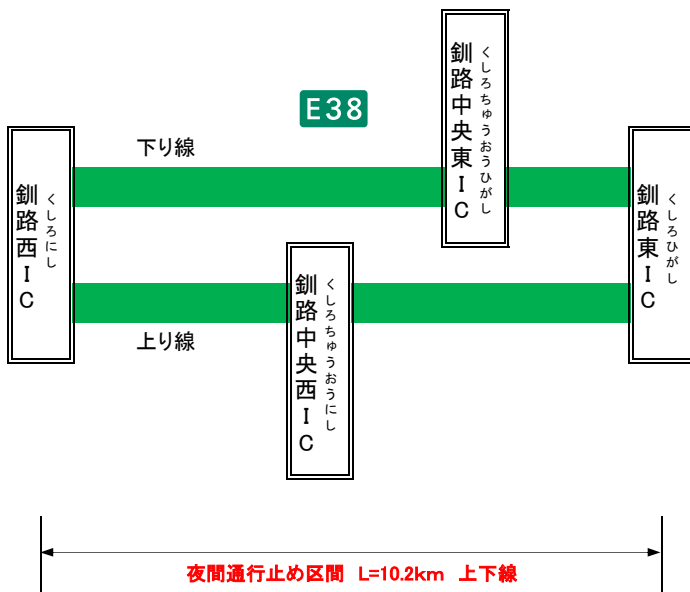 釧路中央東IC
くしろちゅうおうひがし
E38
下り線
釧路西IC
くしろにし
釧路東IC
くしろひがし
釧路中央西IC
くしろちゅうおうにし
上り線
夜間通行止め区間 L=10.2km 上下線